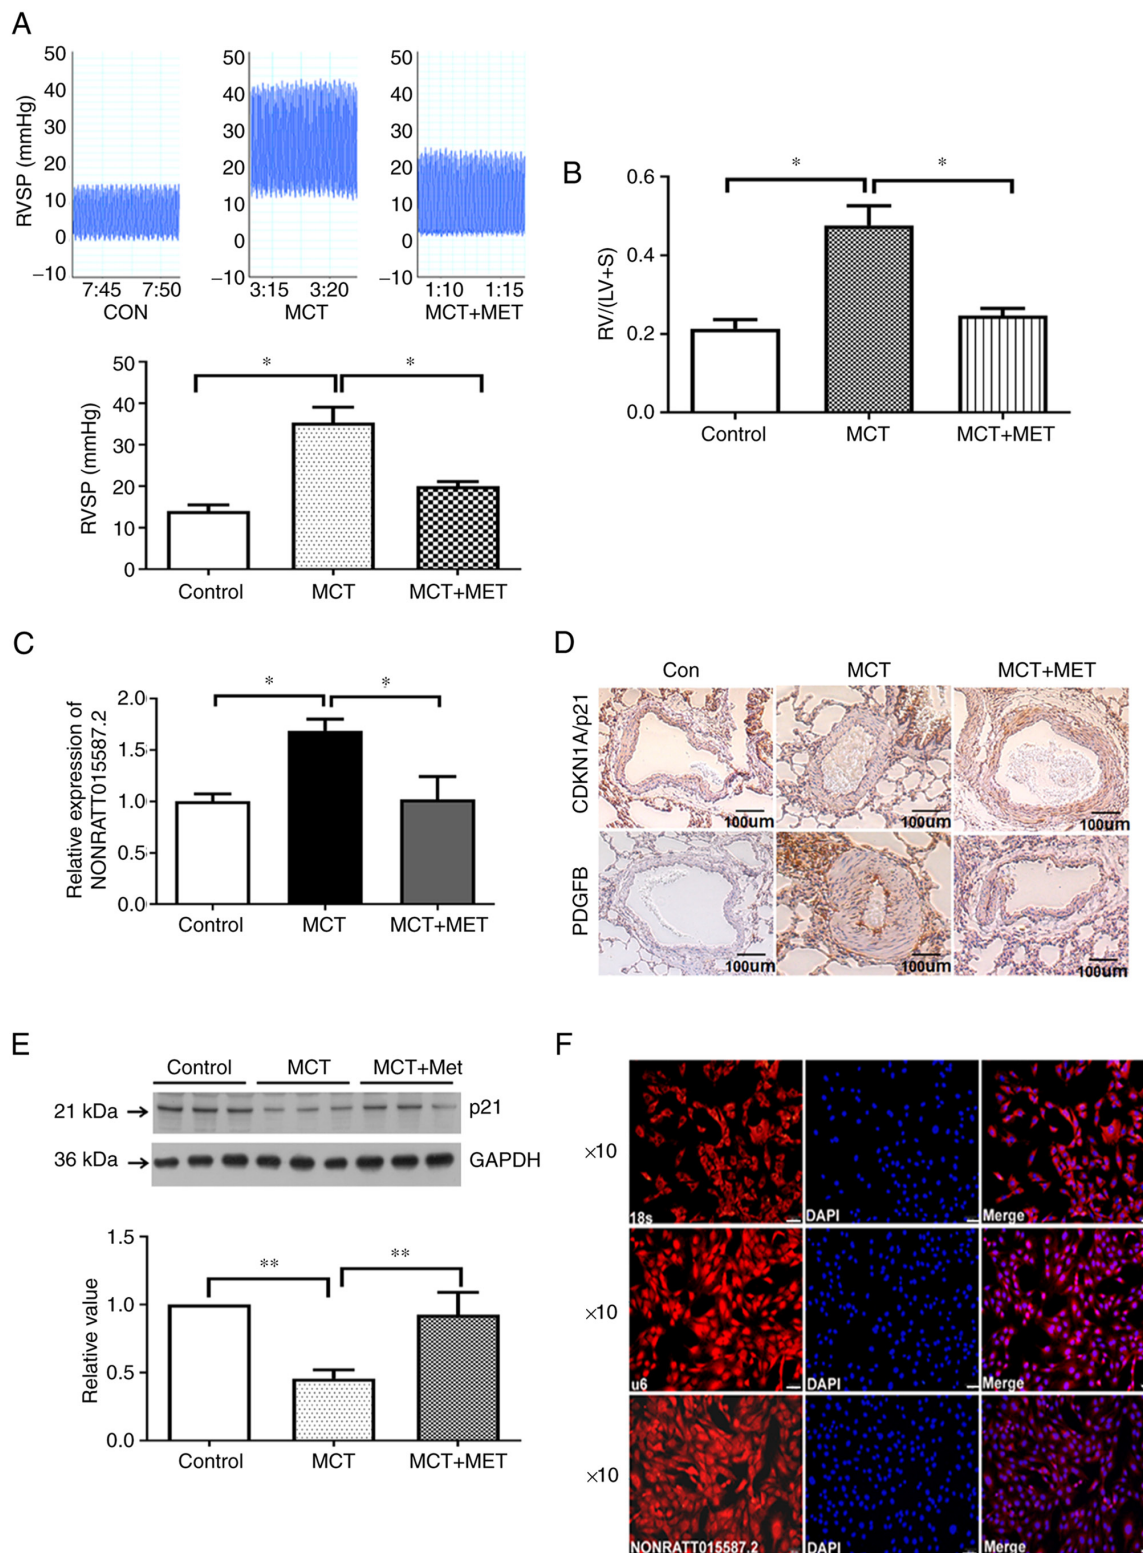 A
RVSP (mmHg)
50
40
30
20
10
0
−10
7:45 7:50
CON
50
40
30
20
10
0
−10
3:15 3:20
MCT
50
40
30
20
10
0
−10
1:10 1:15
MCT+MET
RVSP (mmHg)
50
40
30
20
10
0
* *
Control MCT MCT+MET
B
RV/(LV+S)
0.6
0.4
0.2
0.0
* *
Control MCT MCT+MET
C
Relative expression of
NONRATT015587.2
2.0
1.5
1.0
0.5
0.0
* *
Control MCT MCT+MET
D
Con MCT MCT+MET
CDKN1A/p21
100um 100um 100um
PDGFB
100um 100um 100um
E
Control MCT MCT+Met
21 kDa p21
36 kDa GAPDH
Relative value
1.5
1.0
0.5
0.0
** **
Control MCT MCT+MET
F
×10
18s DAPI Merge
×10
u6 DAPI Merge
×10
NONRATT015587.2 DAPI Merge